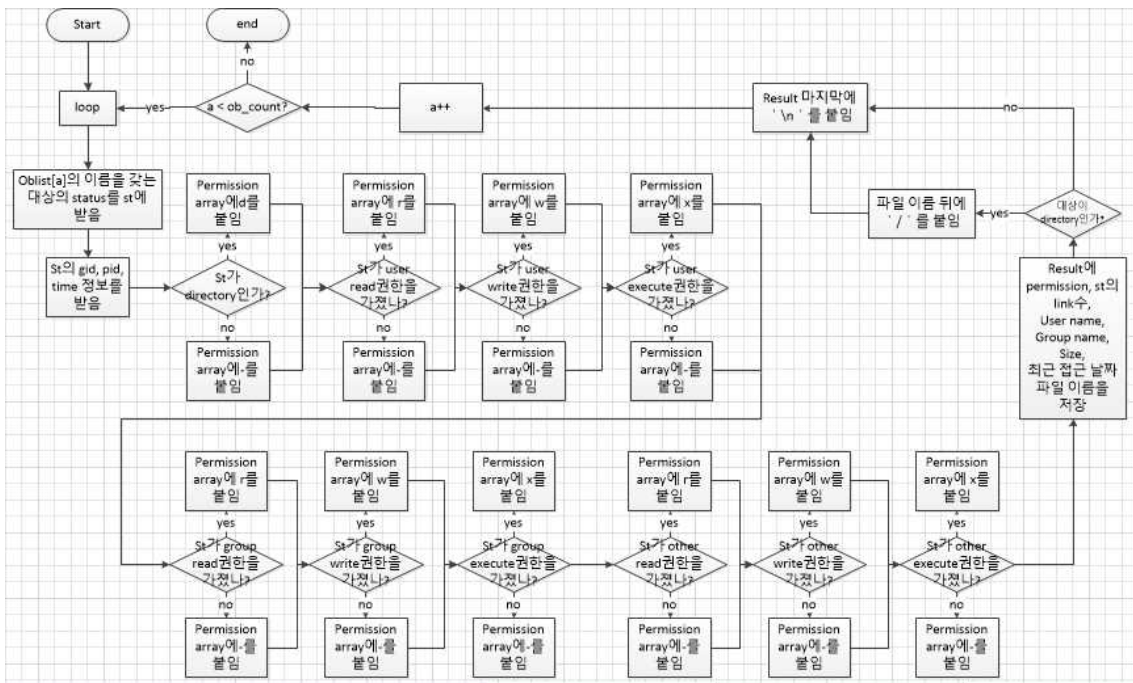 Start
end
no
loop
yes
a < ob_count?
a++
Result 마지막에
' \n ' 를 붙임
no
Oblist[a]의 이름을 갖는
대상의 status를 st에
받음
Permission
array에d를
붙임
Permission
array에 r를
붙임
Permission
array에 w를
붙임
Permission
array에 x를
붙임
파일 이름 뒤에
' / ' 를 붙임
yes
대상이
directory인가?
yes
yes
yes
yes
St의 gid, pid,
time 정보를
받음
St가
directory인가?
St가 user
read권한을
가졌나?
St가 user
write권한을
가졌나?
St가 user
execute권한을
가졌나?
Result에
permission, st의
link수,
User name,
Group name,
Size,
최근 접근 날짜
파일 이름을
저장
no
no
no
no
Permission
array에-를
붙임
Permission
array에-를
붙임
Permission
array에-를
붙임
Permission
array에-를
붙임
Permission
array에 r를
붙임
Permission
array에 w를
붙임
Permission
array에 x를
붙임
Permission
array에 r를
붙임
Permission
array에 w를
붙임
Permission
array에 x를
붙임
yes
yes
yes
yes
yes
yes
St가 group
read권한을
가졌나?
St가 group
write권한을
가졌나?
St가 group
execute권한을
가졌나?
St가 other
read권한을
가졌나?
St가 other
write권한을
가졌나?
St가 other
execute권한을
가졌나?
no
no
no
no
no
no
Permission
array에-를
붙임
Permission
array에-를
붙임
Permission
array에-를
붙임
Permission
array에-를
붙임
Permission
array에-를
붙임
Permission
array에-를
붙임